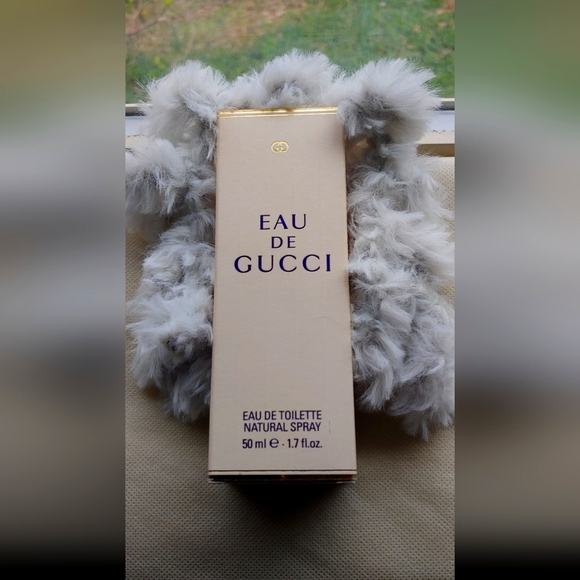 EAU
DE
GUCCI
EAU DE TOILETTE
NATURAL SPRAY
50 ml ℮ - 1.7 fl.oz.